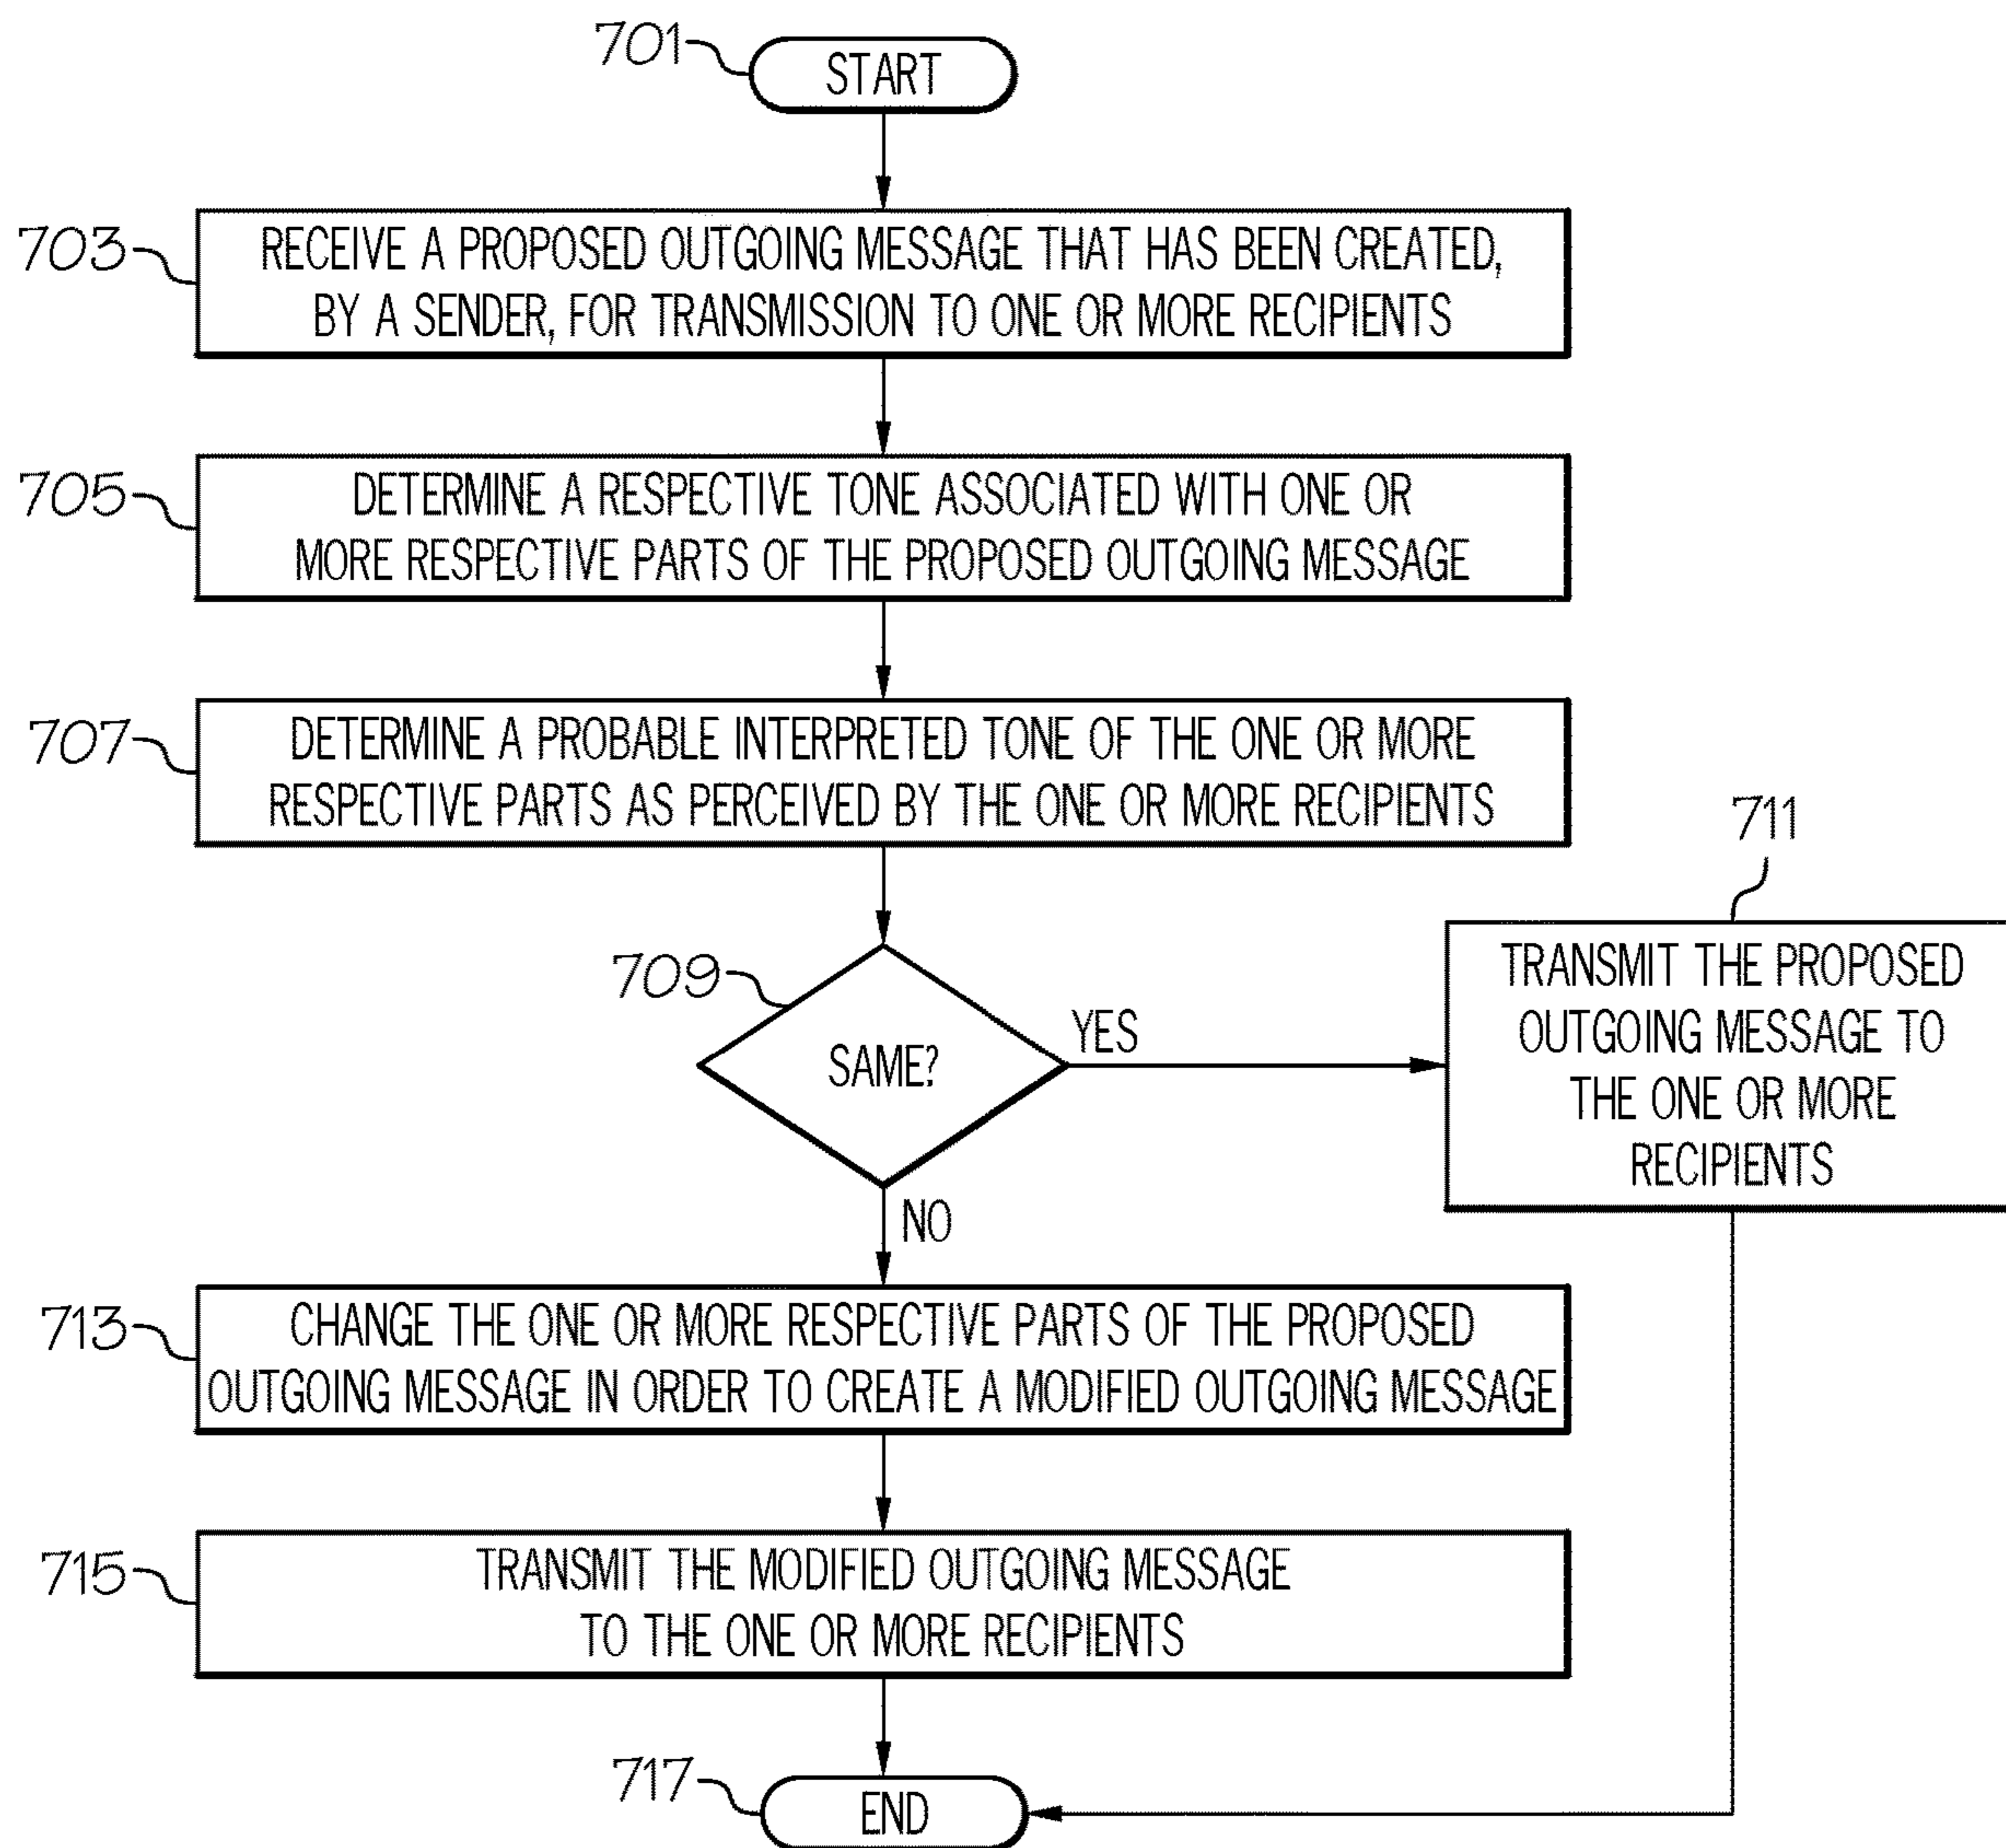 701
START
703
RECEIVE A PROPOSED OUTGOING MESSAGE THAT HAS BEEN CREATED,
BY A SENDER, FOR TRANSMISSION TO ONE OR MORE RECIPIENTS
705
DETERMINE A RESPECTIVE TONE ASSOCIATED WITH ONE OR
MORE RESPECTIVE PARTS OF THE PROPOSED OUTGOING MESSAGE
707
DETERMINE A PROBABLE INTERPRETED TONE OF THE ONE OR MORE
RESPECTIVE PARTS AS PERCEIVED BY THE ONE OR MORE RECIPIENTS
709
SAME?
YES
711
TRANSMIT THE PROPOSED
OUTGOING MESSAGE TO
THE ONE OR MORE
RECIPIENTS
NO
713
CHANGE THE ONE OR MORE RESPECTIVE PARTS OF THE PROPOSED
OUTGOING MESSAGE IN ORDER TO CREATE A MODIFIED OUTGOING MESSAGE
715
TRANSMIT THE MODIFIED OUTGOING MESSAGE
TO THE ONE OR MORE RECIPIENTS
717
END